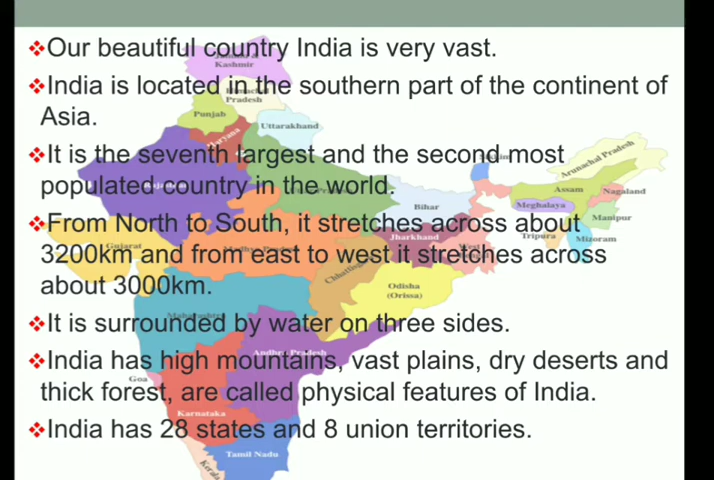 ❖Our beautiful country India is very vast.
❖India is located in the southern part of the continent of
Asia.
❖It is the seventh largest and the second most
populated country in the world.
❖From North to South, it stretches across about
3200km and from east to west it stretches across
about 3000km.
❖It is surrounded by water on three sides.
❖India has high mountains, vast plains, dry deserts and
thick forest, are called physical features of India.
❖India has 28 states and 8 union territories.
Kashmir
Pradesh
Punjab
Haryana
Uttarakhand
Arunachal Pradesh
Assam
Nagaland
Meghalaya
Manipur
Bihar
Tripura
Mizoram
Jharkhand
Gujarat
Chhattisgarh
Odisha
(Orissa)
Andhra Pradesh
Goa
Karnataka
Tamil Nadu
Kerala